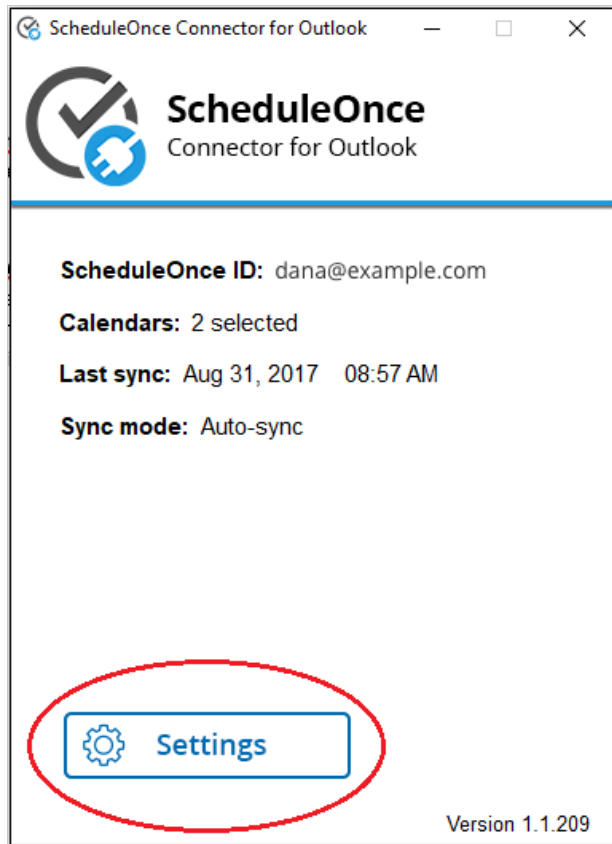 ScheduleOnce Connector for Outlook
ScheduleOnce
Connector for Outlook
ScheduleOnce ID: dana@example.com
Calendars: 2 selected
Last sync: Aug 31, 2017 08:57 AM
Sync mode: Auto-sync
Settings
Version 1.1.209